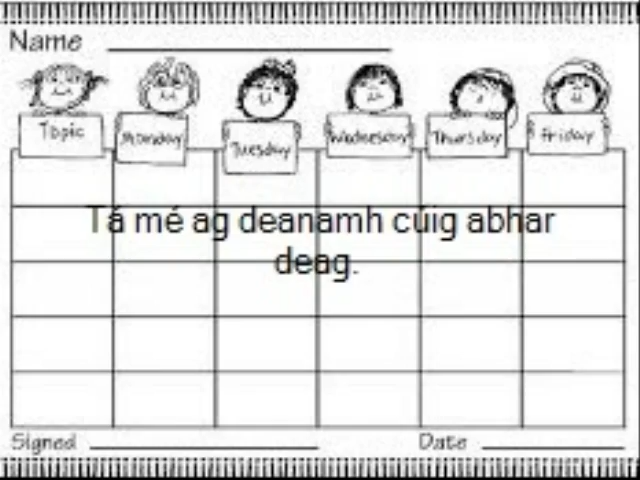 Name
Topic Monday Tuesday Wednesday Thursday Friday
Tá mé ag deanamh cúig abhar
deag.
Signed Date